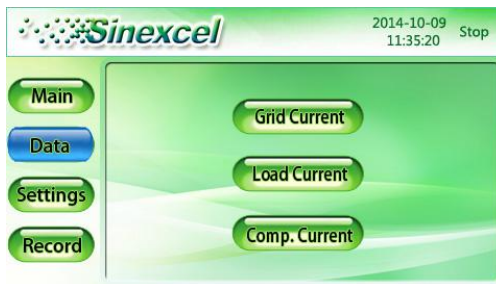 Sinexcel
2014-10-09
11:35:20
Stop
Main
Data
Settings
Record
Grid Current
Load Current
Comp. Current